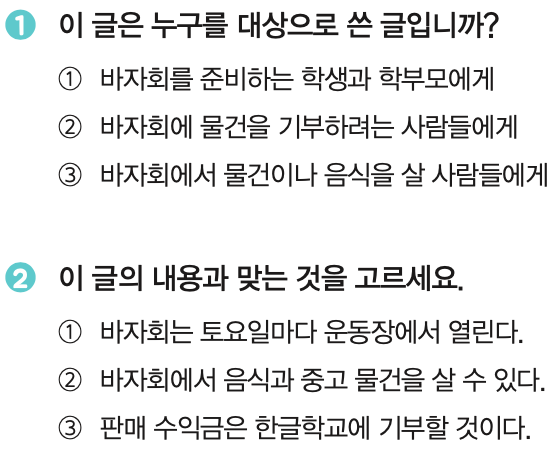 1 이 글은 누구를 대상으로 쓴 글입니까?
① 바자회를 준비하는 학생과 학부모에게
② 바자회에 물건을 기부하려는 사람들에게
③ 바자회에서 물건이나 음식을 살 사람들에게
2 이 글의 내용과 맞는 것을 고르세요.
① 바자회는 토요일마다 운동장에서 열린다.
② 바자회에서 음식과 중고 물건을 살 수 있다.
③ 판매 수익금은 한글학교에 기부할 것이다.